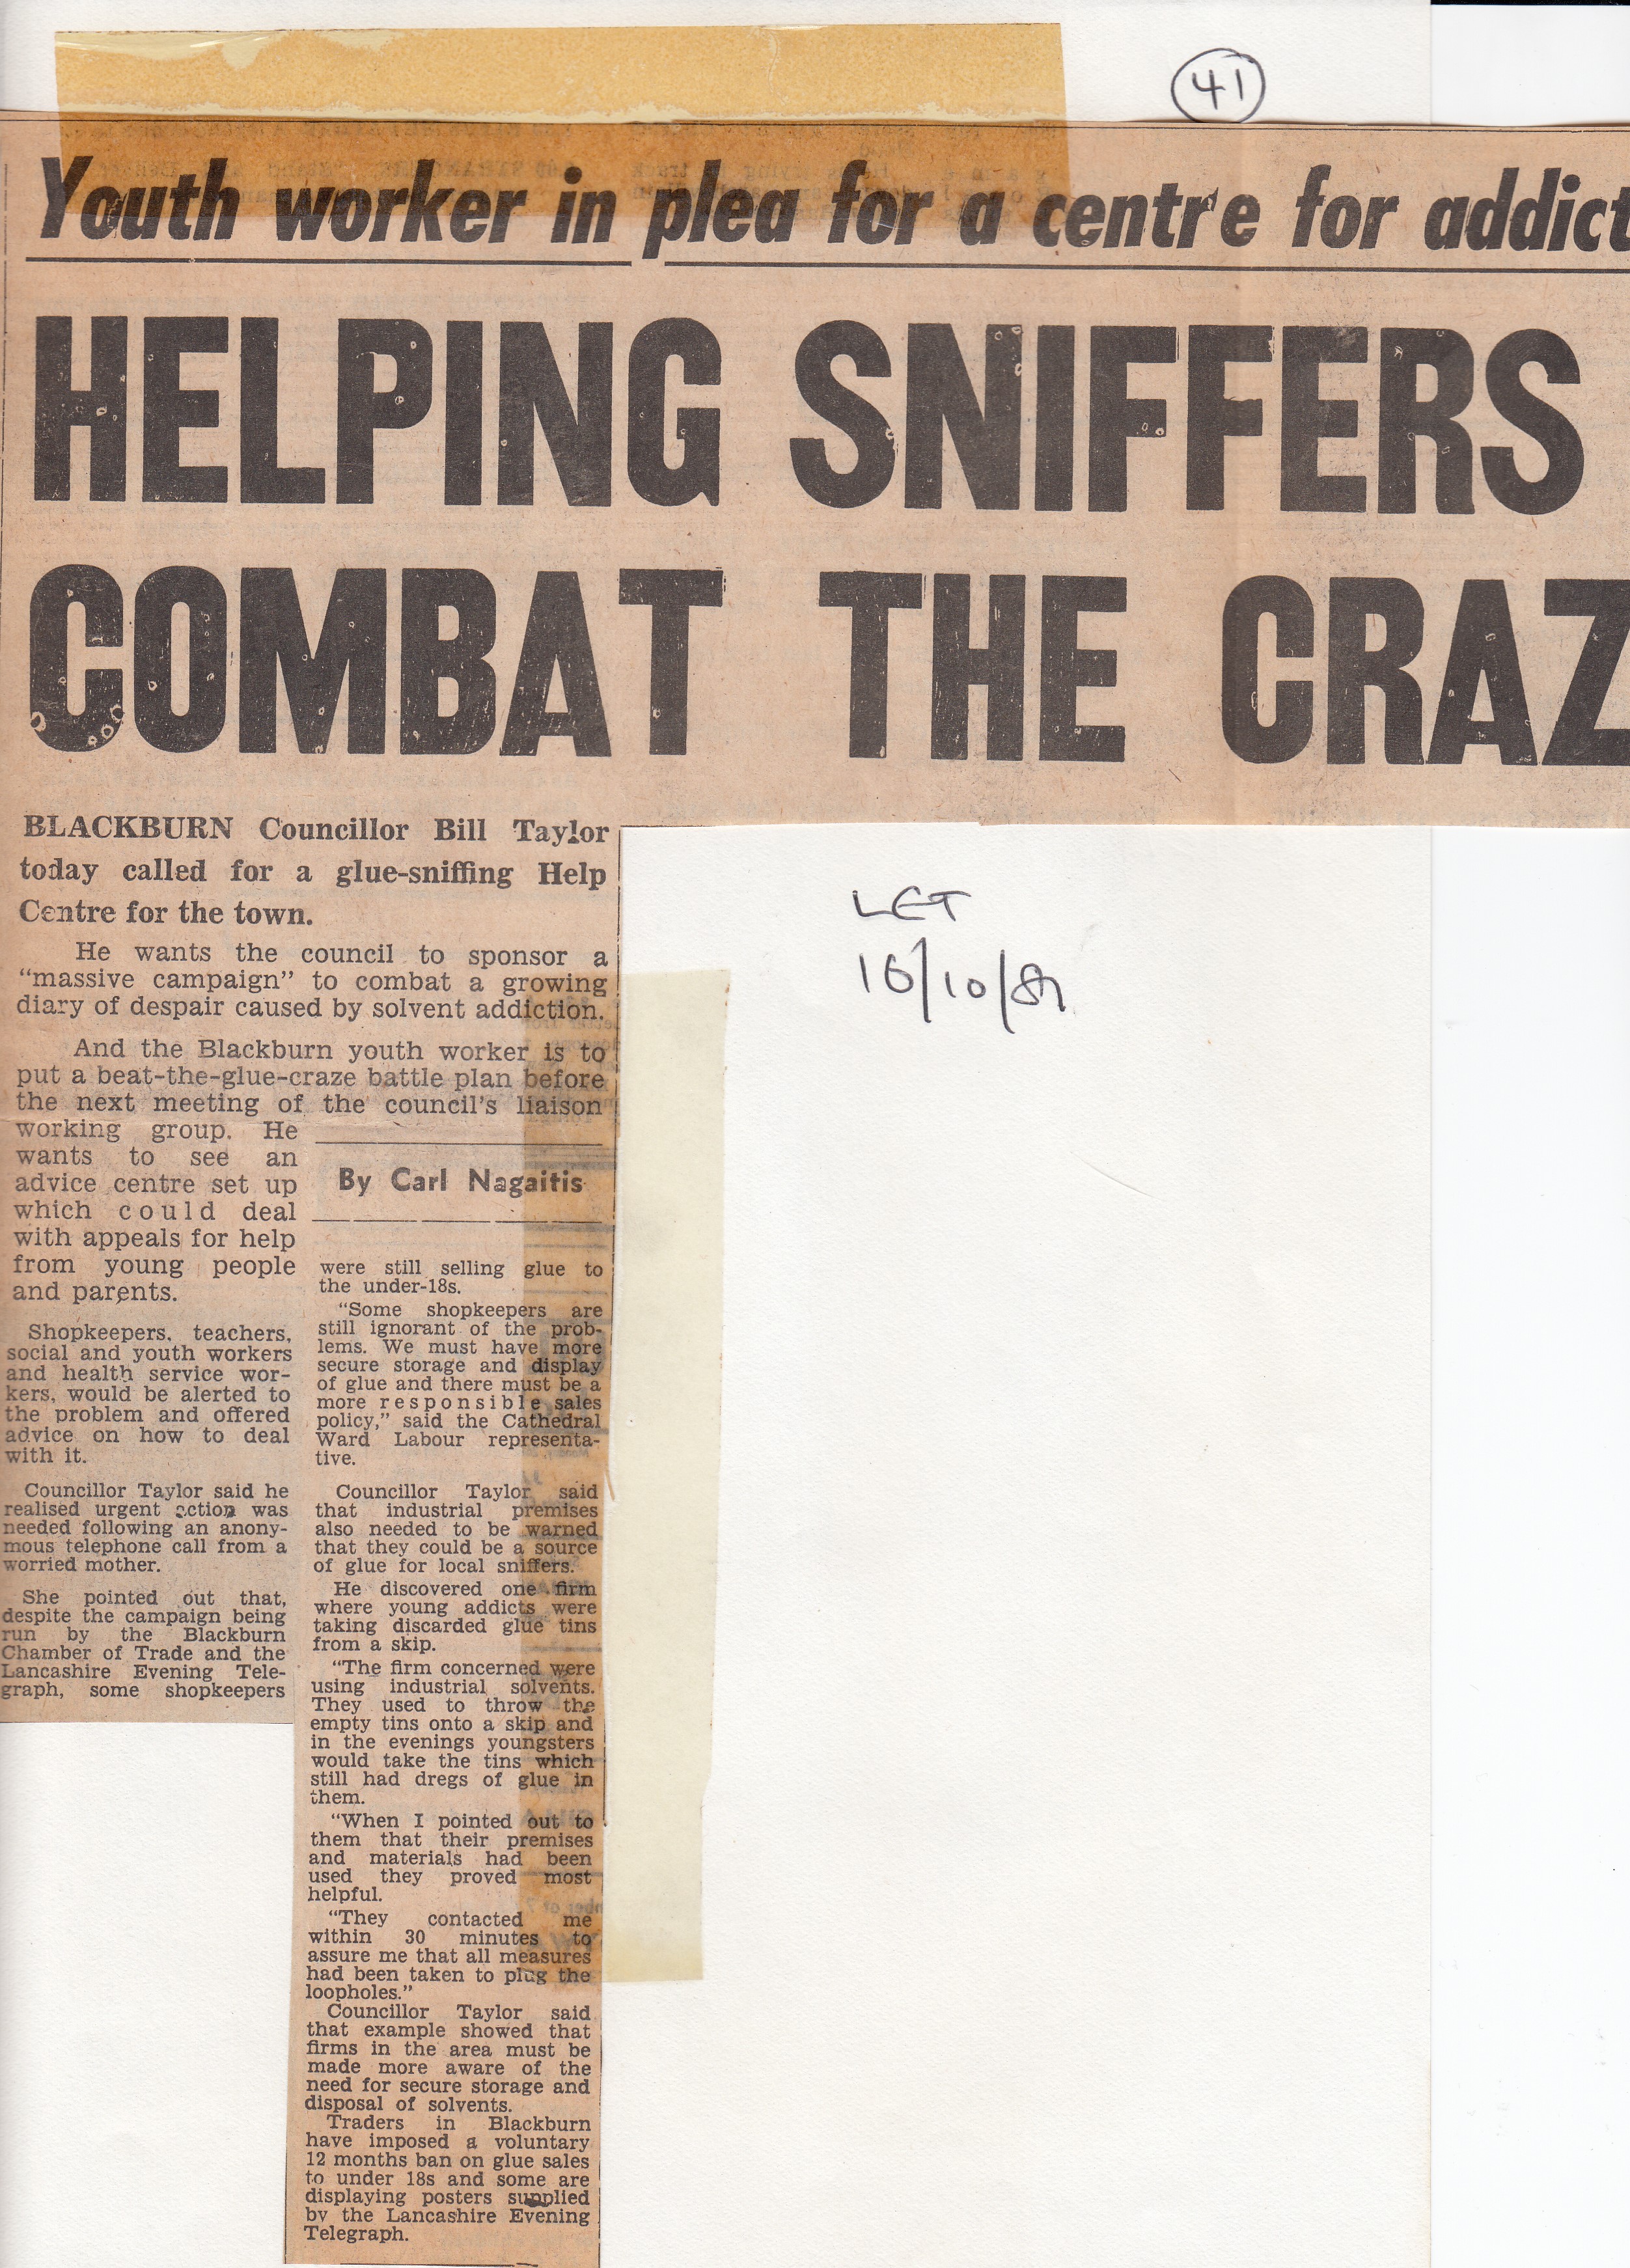 41
Youth worker in plea for a centre for addict
HELPING SNIFFERS
COMBAT THE CRAZ
BLACKBURN Councillor Bill Taylor
today called for a glue-sniffing Help
Centre for the town.
He wants the council to sponsor a
“massive campaign” to combat a growing
diary of despair caused by solvent addiction.
And the Blackburn youth worker is to
put a beat-the-glue-craze battle plan before
the next meeting of the council's liaison
working group. He
wants to see an
advice centre set up
which could deal
with appeals for help
from young people
and parents.
Shopkeepers, teachers,
social and youth workers
and health service wor-
kers, would be alerted to
the problem and offered
advice on how to deal
with it.
Councillor Taylor said he
realised urgent action was
needed following an anony-
mous telephone call from a
worried mother.
She pointed out that,
despite the campaign being
run by the Blackburn
Chamber of Trade and the
Lancashire Evening Tele-
graph, some shopkeepers
By Carl Nagaitis
were still selling glue to
the under-18s.
“Some shopkeepers are
still ignorant of the prob-
lems. We must have more
secure storage and display
of glue and there must be a
more responsible sales
policy,” said the Cathedral
Ward Labour representa-
tive.
Councillor Taylor said
that industrial premises
also needed to be warned
that they could be a source
of glue for local sniffers.
He discovered one firm
where young addicts were
taking discarded glue tins
from a skip.
“The firm concerned were
using industrial solvents.
They used to throw the
empty tins onto a skip and
in the evenings youngsters
would take the tins which
still had dregs of glue in
them.
“When I pointed out to
them that their premises
and materials had been
used they proved most
helpful.
“They contacted me
within 30 minutes to
assure me that all measures
had been taken to plug the
loopholes.”
Councillor Taylor said
that example showed that
firms in the area must be
made more aware of the
need for secure storage and
disposal of solvents.
Traders in Blackburn
have imposed a voluntary
12 months ban on glue sales
to under 18s and some are
displaying posters supplied
by the Lancashire Evening
Telegraph.
LET